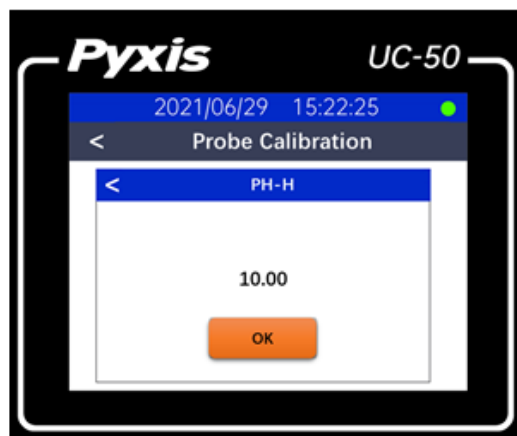 Pyxis UC-50
2021/06/29 15:22:25
< Probe Calibration
< PH-H
10.00
OK